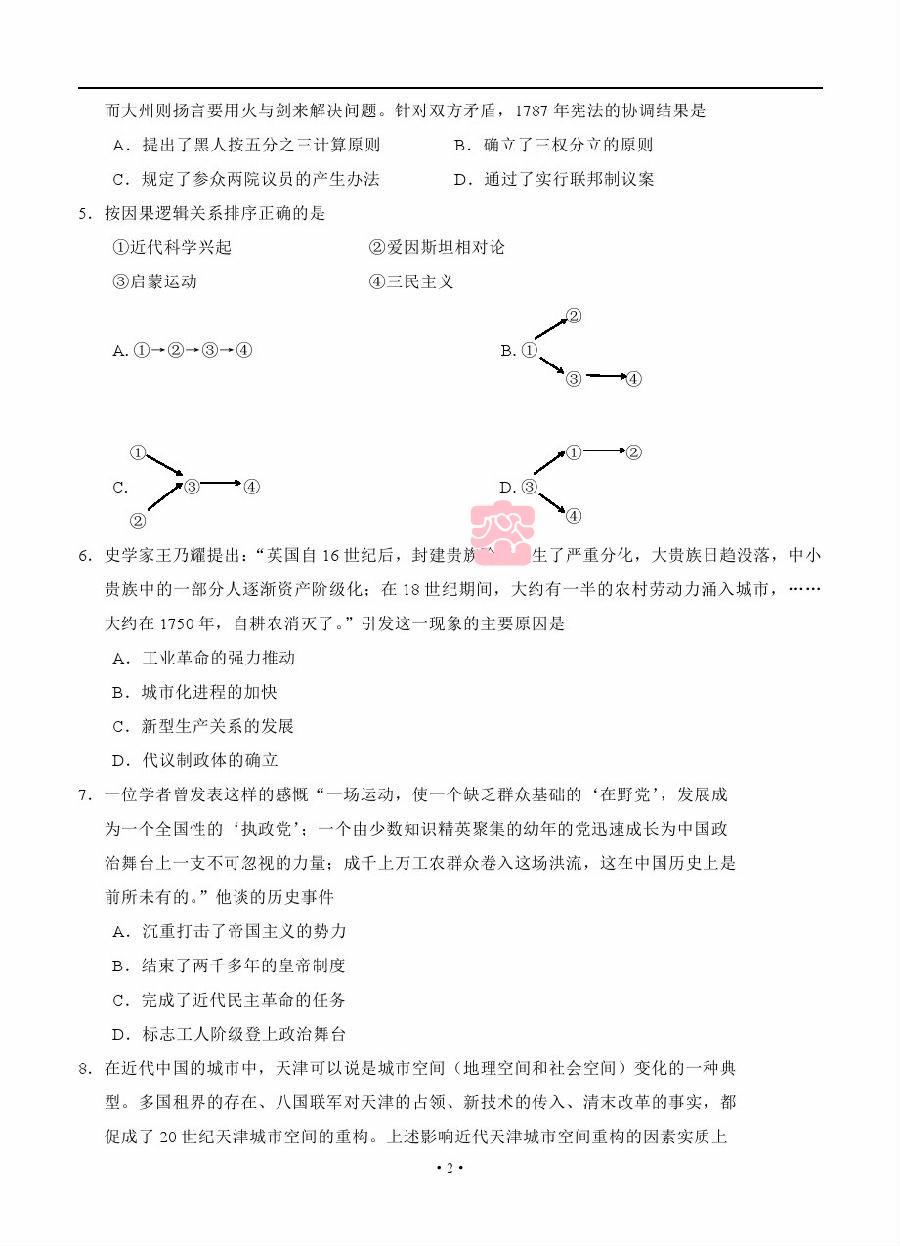 而大州则扬言要用火与剑来解决问题。针对双方矛盾，1787 年宪法的协调结果是
A．提出了黑人按五分之三计算原则 B．确立了三权分立的原则
C．规定了参众两院议员的产生办法 D．通过了实行联邦制议案
5．按因果逻辑关系排序正确的是
①近代科学兴起 ②爱因斯坦相对论
③启蒙运动 ④三民主义
②
A. ①→②→③→④ B. ①
③ ④
① ① ②
C. ③ ④ D. ③
② ④
6．史学家王乃耀提出：“英国自 16 世纪后，封建贵族 生了严重分化，大贵族日趋没落，中小
贵族中的一部分人逐渐资产阶级化；在 18 世纪期间，大约有一半的农村劳动力涌入城市，……
大约在 1750 年，自耕农消灭了。”引发这一现象的主要原因是
A．工业革命的强力推动
B．城市化进程的加快
C．新型生产关系的发展
D．代议制政体的确立
7．一位学者曾发表这样的感慨“一场运动，使一个缺乏群众基础的‘在野党’，发展成
为一个全国性的‘执政党’；一个由少数知识精英聚集的幼年的党迅速成长为中国政
治舞台上一支不可忽视的力量；成千上万工农群众卷入这场洪流，这在中国历史上是
前所未有的。”他谈的历史事件
A．沉重打击了帝国主义的势力
B．结束了两千多年的皇帝制度
C．完成了近代民主革命的任务
D．标志工人阶级登上政治舞台
8．在近代中国的城市中，天津可以说是城市空间（地理空间和社会空间）变化的一种典
型。多国租界的存在、八国联军对天津的占领、新技术的传入、清末改革的事实，都
促成了 20 世纪天津城市空间的重构。上述影响近代天津城市空间重构的因素实质上
·2·